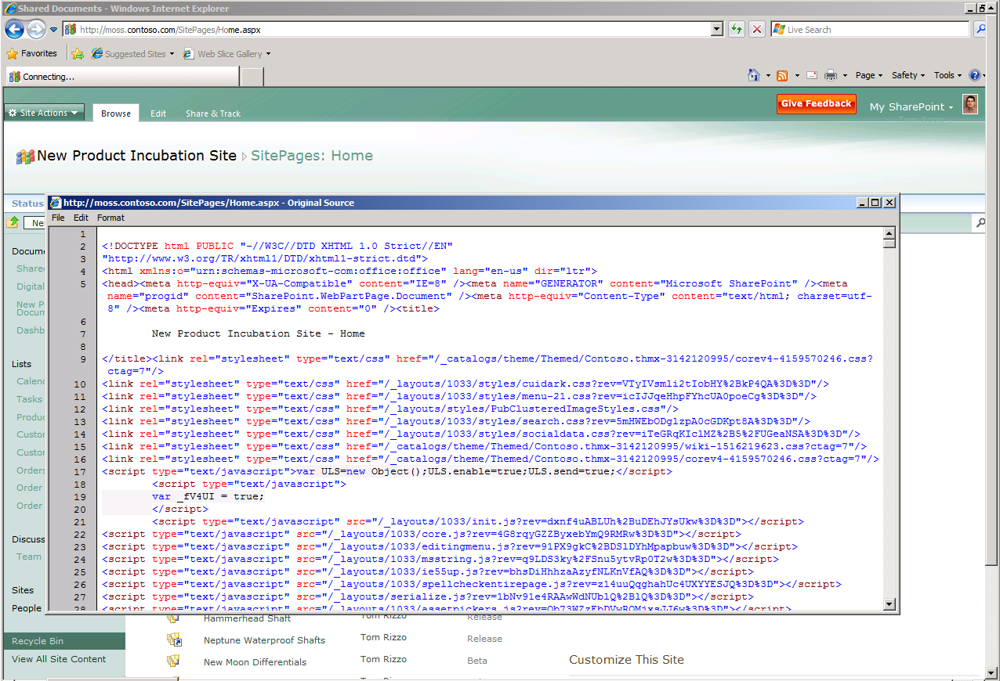 Shared Documents - Windows Internet Explorer
http://moss.contoso.com/SitePages/Home.aspx
Live Search
Favorites
Suggested Sites
Web Slice Gallery
Connecting...
Page
Safety
Tools
Site Actions
Browse
Edit
Share & Track
Give Feedback
My SharePoint
Tom Rizzo
New Product Incubation Site
SitePages: Home
Status
Ne
Docume
Share
Digital
New P
Docum
Dashb
Lists
Calend
Tasks
Produc
Custor
Custor
Orders
Order
Order
Discuss
Team
Sites
People
Recycle Bin
View All Site Content
http://moss.contoso.com/SitePages/Home.aspx - Original Source
File Edit Format
1
2 <!DOCTYPE html PUBLIC "-//W3C//DTD XHTML 1.0 Strict//EN"
3 "http://www.w3.org/TR/xhtml1/DTD/xhtml1-strict.dtd">
4 <html xmlns:o="urn:schemas-microsoft-com:office:office" lang="en-us" dir="ltr">
5 <head><meta http-equiv="X-UA-Compatible" content="IE=8" /><meta name="GENERATOR" content="Microsoft SharePoint" /><meta
name="progid" content="SharePoint.WebPartPage.Document" /><meta http-equiv="Content-Type" content="text/html; charset=utf-
8" /><meta http-equiv="Expires" content="0" /><title>
6
7 New Product Incubation Site - Home
8
9 </title><link rel="stylesheet" type="text/css" href="/_catalogs/theme/Themed/Contoso.thmx-3142120995/corev4-4159570246.css?
ctag=7"/>
10 <link rel="stylesheet" type="text/css" href="/_layouts/1033/styles/cuidark.css?rev=VTyIVsmli2tIobHY%2BkP4QA%3D%3D"/>
11 <link rel="stylesheet" type="text/css" href="/_layouts/1033/styles/menu-21.css?rev=icIJJqeHhpFYhcUA0poeCg%3D%3D"/>
12 <link rel="stylesheet" type="text/css" href="/_layouts/styles/PubClusteredImageStyles.css"/>
13 <link rel="stylesheet" type="text/css" href="/_layouts/1033/styles/search.css?rev=5mHWEbODglzpA0cGDKpt8A%3D%3D"/>
14 <link rel="stylesheet" type="text/css" href="/_layouts/1033/styles/socialdata.css?rev=iTeGRqKIclMZ%2B5%2FUGeaNSA%3D%3D"/>
15 <link rel="stylesheet" type="text/css" href="/_catalogs/theme/Themed/Contoso.thmx-3142120995/wiki-1516219623.css?ctag=7"/>
16 <link rel="stylesheet" type="text/css" href="/_catalogs/theme/Themed/Contoso.thmx-3142120995/corev4-4159570246.css?ctag=7"/>
17 <script type="text/javascript">var ULS=new Object();ULS.enable=true;ULS.send=true;</script>
18 <script type="text/javascript">
19 var _fV4UI = true;
20 </script>
21 <script type="text/javascript" src="/_layouts/1033/init.js?rev=dxnf4uABLUh%2BuDEhJYsUkw%3D%3D"></script>
22 <script type="text/javascript" src="/_layouts/1033/core.js?rev=4G8rqyGZZByxebYmQ9RMRw%3D%3D"></script>
23 <script type="text/javascript" src="/_layouts/1033/editingmenu.js?rev=91PX9gkC%2BDSlDYhMpapbuw%3D%3D"></script>
24 <script type="text/javascript" src="/_layouts/1033/msstring.js?rev=q9LDS3ky%2FSnu5ytvRp0T2w%3D%3D"></script>
25 <script type="text/javascript" src="/_layouts/1033/ie55up.js?rev=bhsDiHhhzaAzyfNLKnVfAQ%3D%3D"></script>
26 <script type="text/javascript" src="/_layouts/1033/spellcheckentirepage.js?rev=z14uuQqghahUc4UXYYESJQ%3D%3D"></script>
27 <script type="text/javascript" src="/_layouts/serialize.js?rev=1bNv91e4RAAwWdNUblQ%2BlQ%3D%3D"></script>
28 <script type="text/javascript" src="/_layouts/1033/assetpickers.js?rev=Ob73WZzEbDVwROMjxsJJ6w%3D%3D"></script>
Hammerhead Shaft Tom Rizzo Release
Neptune Waterproof Shafts Tom Rizzo Release
New Moon Differentials Tom Rizzo Beta
Customize This Site